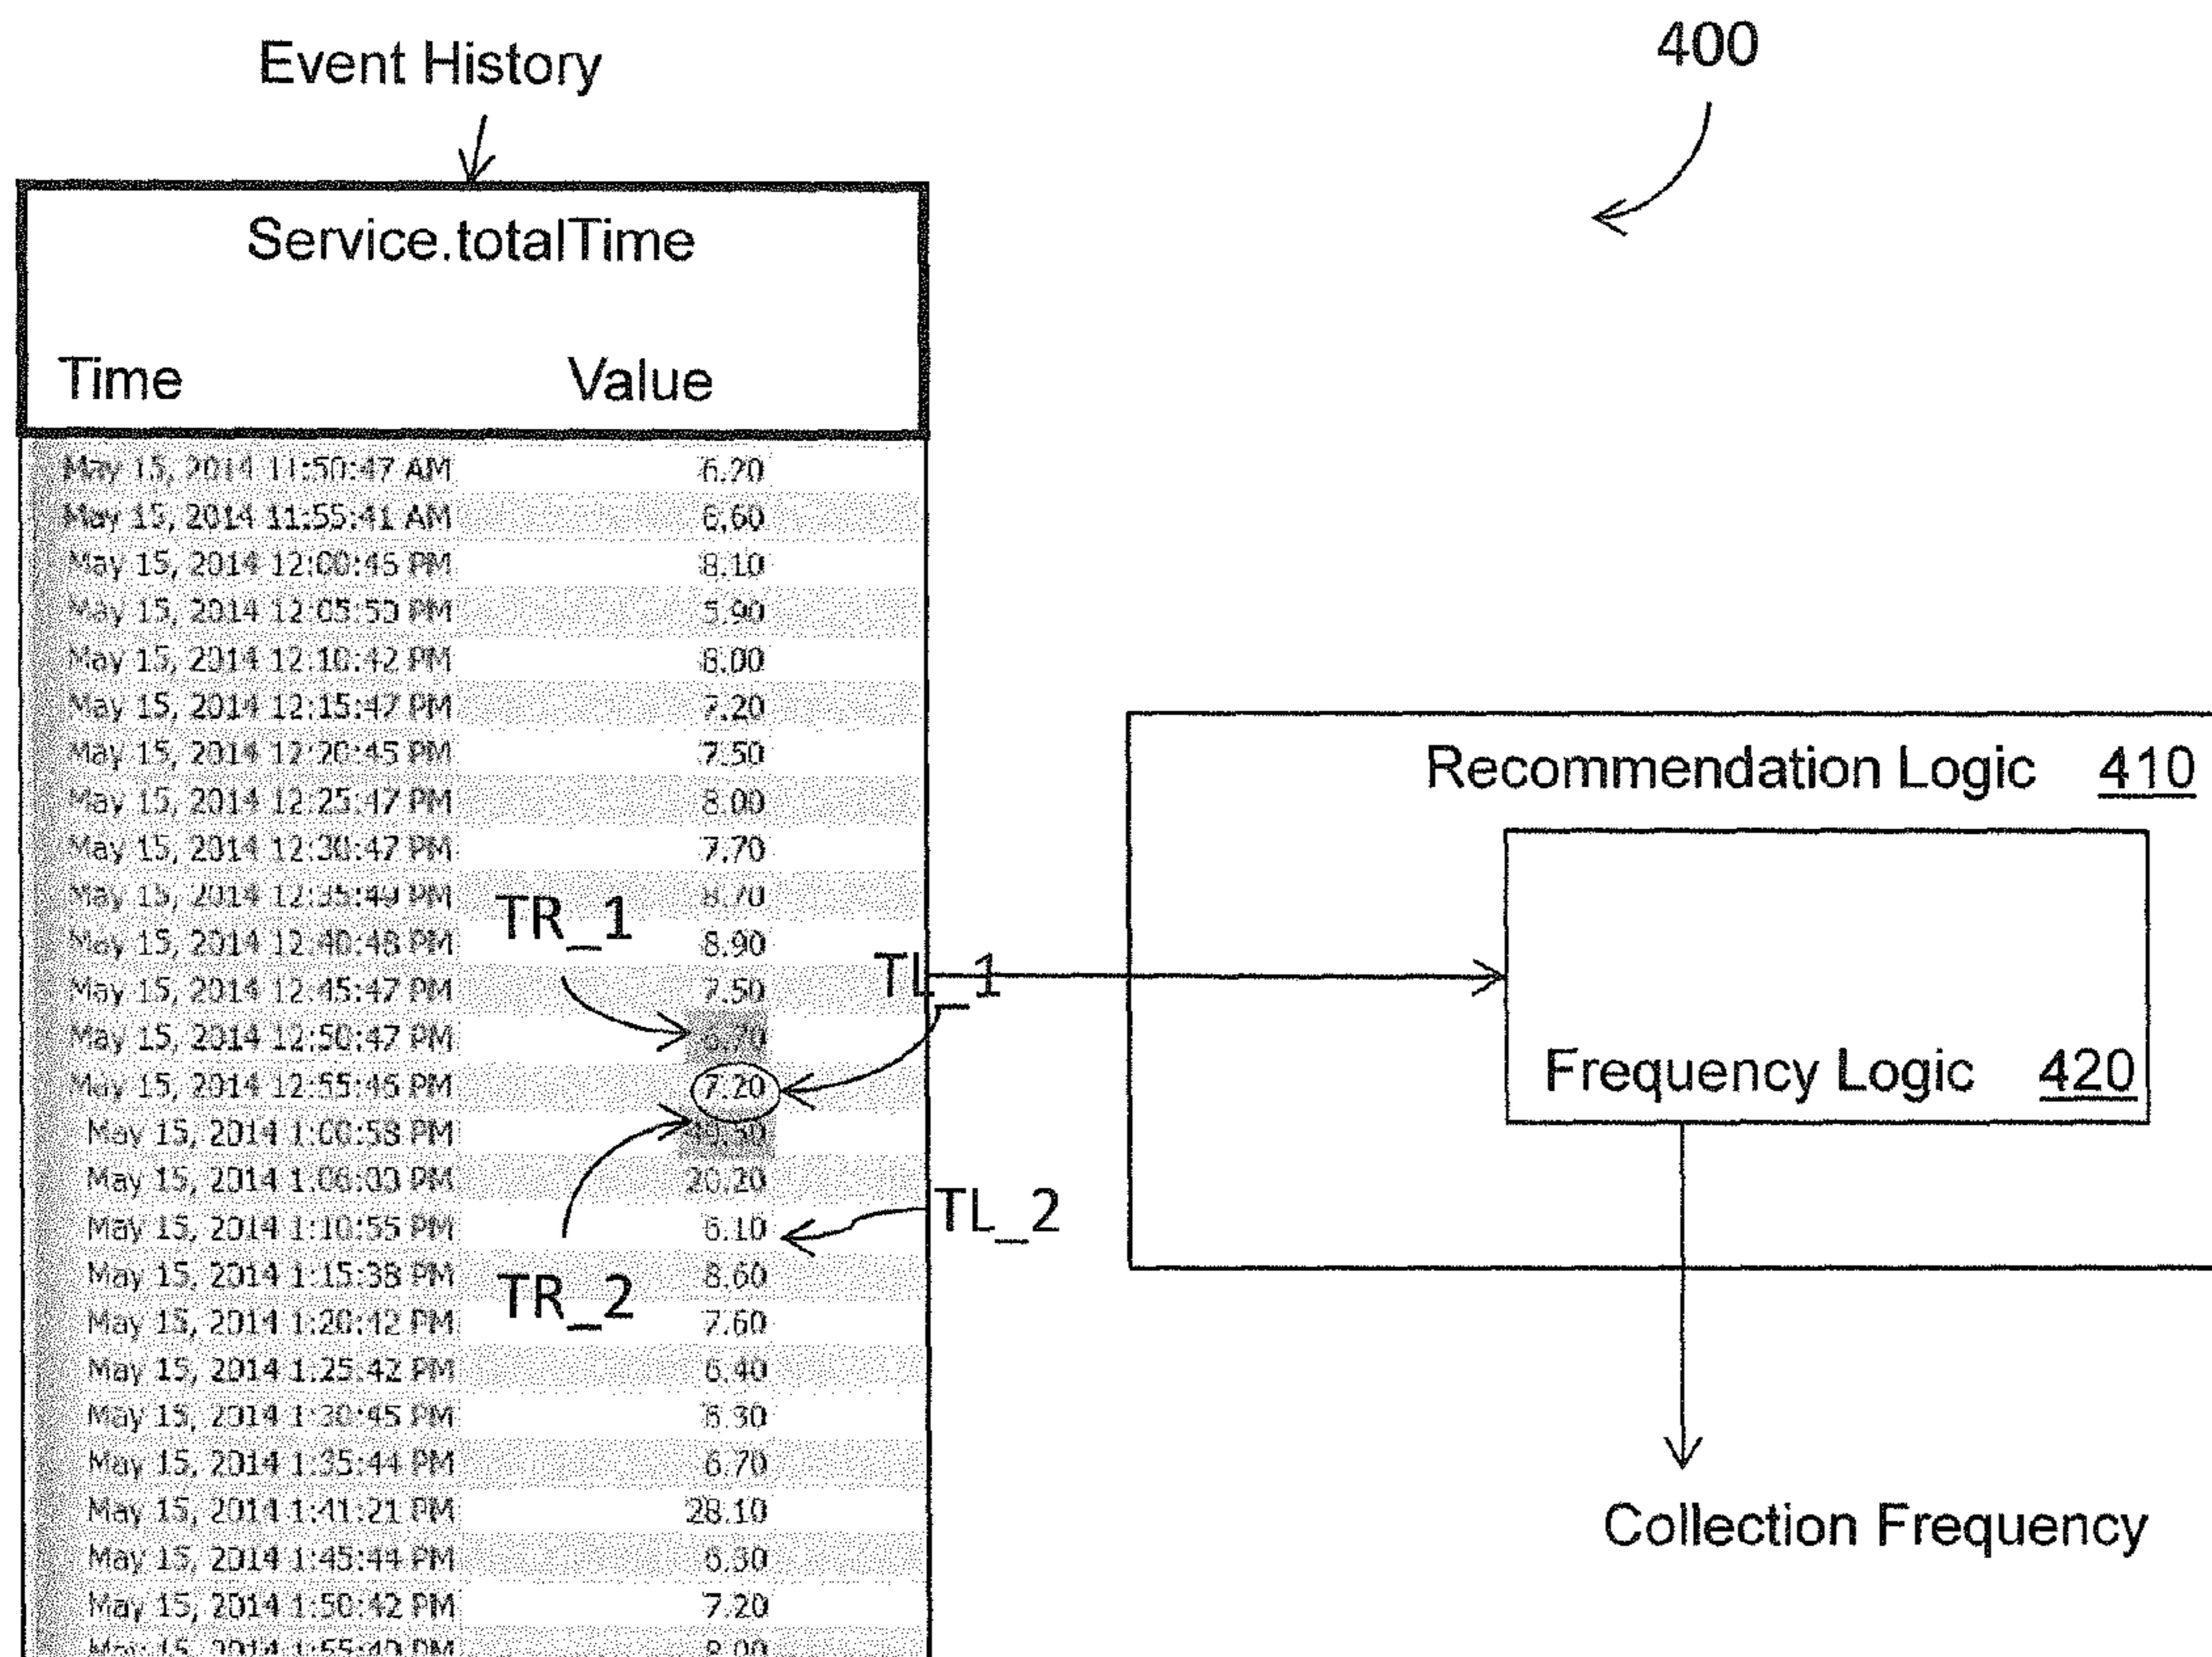 Event History
400
Service.totalTime
Time Value
May 15, 2014 11:50:47 AM 6.20
May 15, 2014 11:55:41 AM 6.60
May 15, 2014 12:00:46 PM 8.10
May 15, 2014 12:05:50 PM 5.90
May 15, 2014 12:10:42 PM 8.00
May 15, 2014 12:15:47 PM 7.20
May 15, 2014 12:20:45 PM 7.50
May 15, 2014 12:25:47 PM 8.00
May 15, 2014 12:30:47 PM 7.70
May 15, 2014 12:35:49 PM 8.70
May 15, 2014 12:40:48 PM 8.90
May 15, 2014 12:45:47 PM 7.50
May 15, 2014 12:50:47 PM
May 15, 2014 12:55:46 PM 7.20
May 15, 2014 1:00:58 PM
May 15, 2014 1:06:00 PM 20.20
May 15, 2014 1:10:55 PM 6.10
May 15, 2014 1:15:38 PM 8.60
May 15, 2014 1:20:42 PM 7.60
May 15, 2014 1:25:42 PM 6.40
May 15, 2014 1:30:45 PM
May 15, 2014 1:35:44 PM 6.70
May 15, 2014 1:41:21 PM 28.10
May 15, 2014 1:45:44 PM
May 15, 2014 1:50:42 PM 7.20
TR_1
TL_1
TL_2
TR_2
Recommendation Logic 410
Frequency Logic 420
Collection Frequency